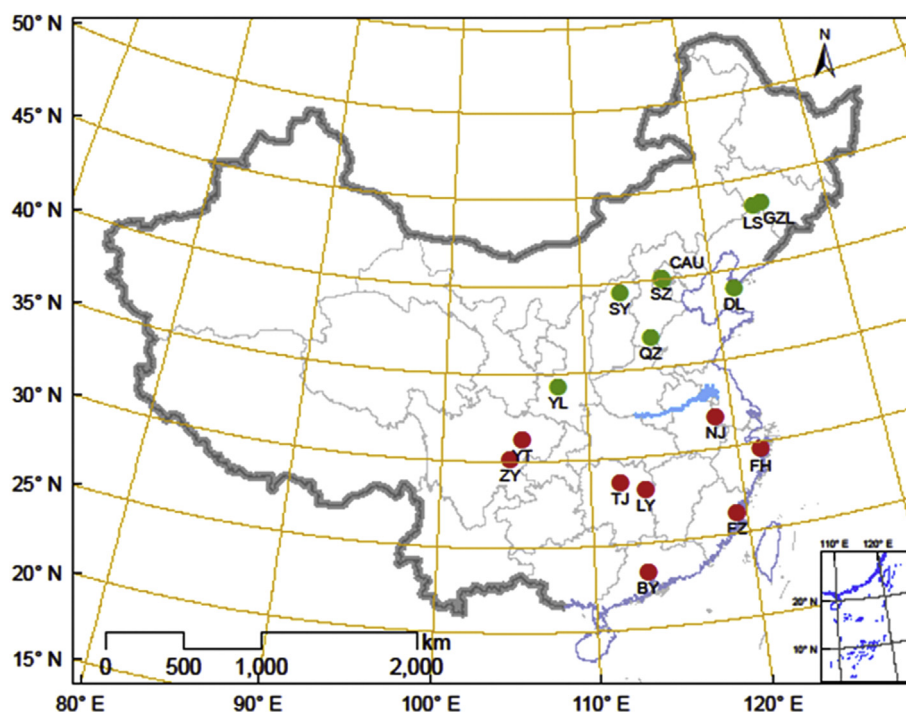 50° N
N
45° N
40° N
LS GZL
CAU
SZ
SY
DL
35° N
QZ
YL
30° N
NJ
YT
FH
ZY
25° N
TJ
LY
FZ
110° E 120° E
BY
20° N
20° N
km
10° N
0 500 1,000 2,000
15° N
80° E 90° E 100° E 110° E 120° E